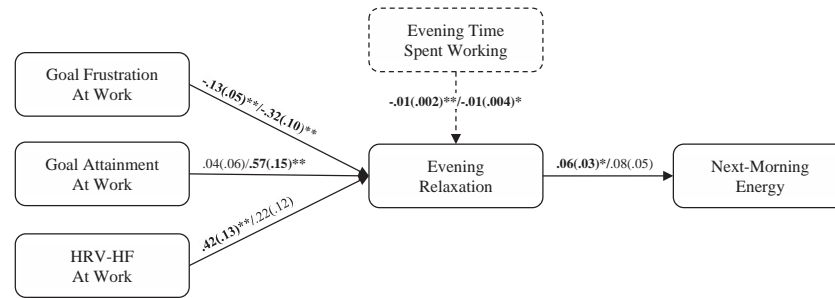 Evening Time
Spent Working
Goal Frustration
At Work
-.13(.05)**/-.32(.10)**
-.01(.002)**/-.01(.004)*
Goal Attainment
At Work
.04(.06)/.57(.15)**
Evening
Relaxation
.06(.03)*/.08(.05)
Next-Morning
Energy
.42(.13)**/.22(.12)
HRV-HF
At Work